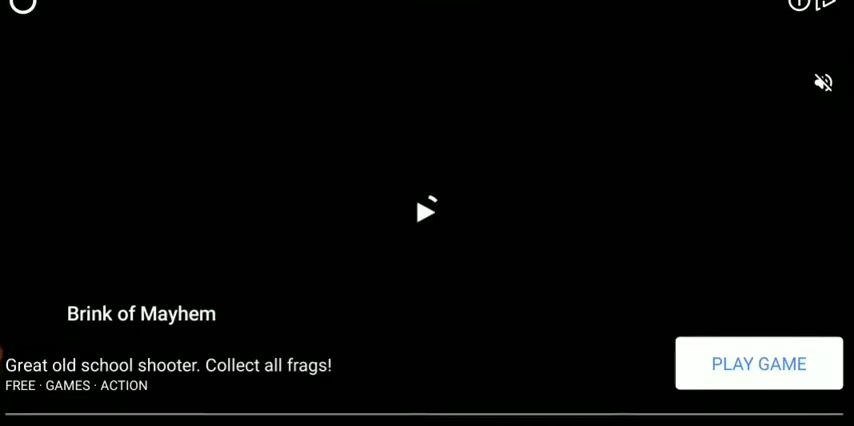 Brink of Mayhem
Great old school shooter. Collect all frags!
FREE · GAMES · ACTION
PLAY GAME